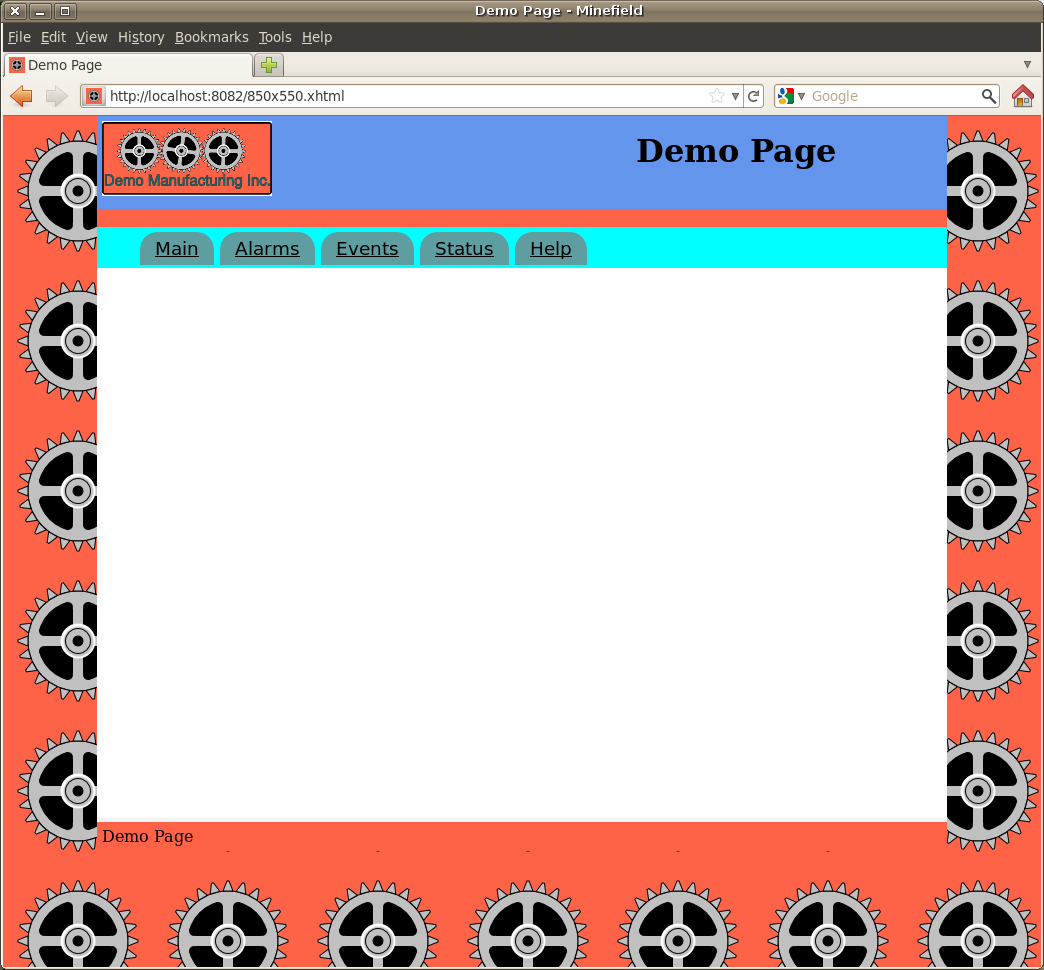 Demo Page - Minefield
File Edit View History Bookmarks Tools Help
Demo Page
http://localhost:8082/850x550.xhtml Google
Demo Manufacturing Inc.
Demo Page
Main Alarms Events Status Help
Demo Page